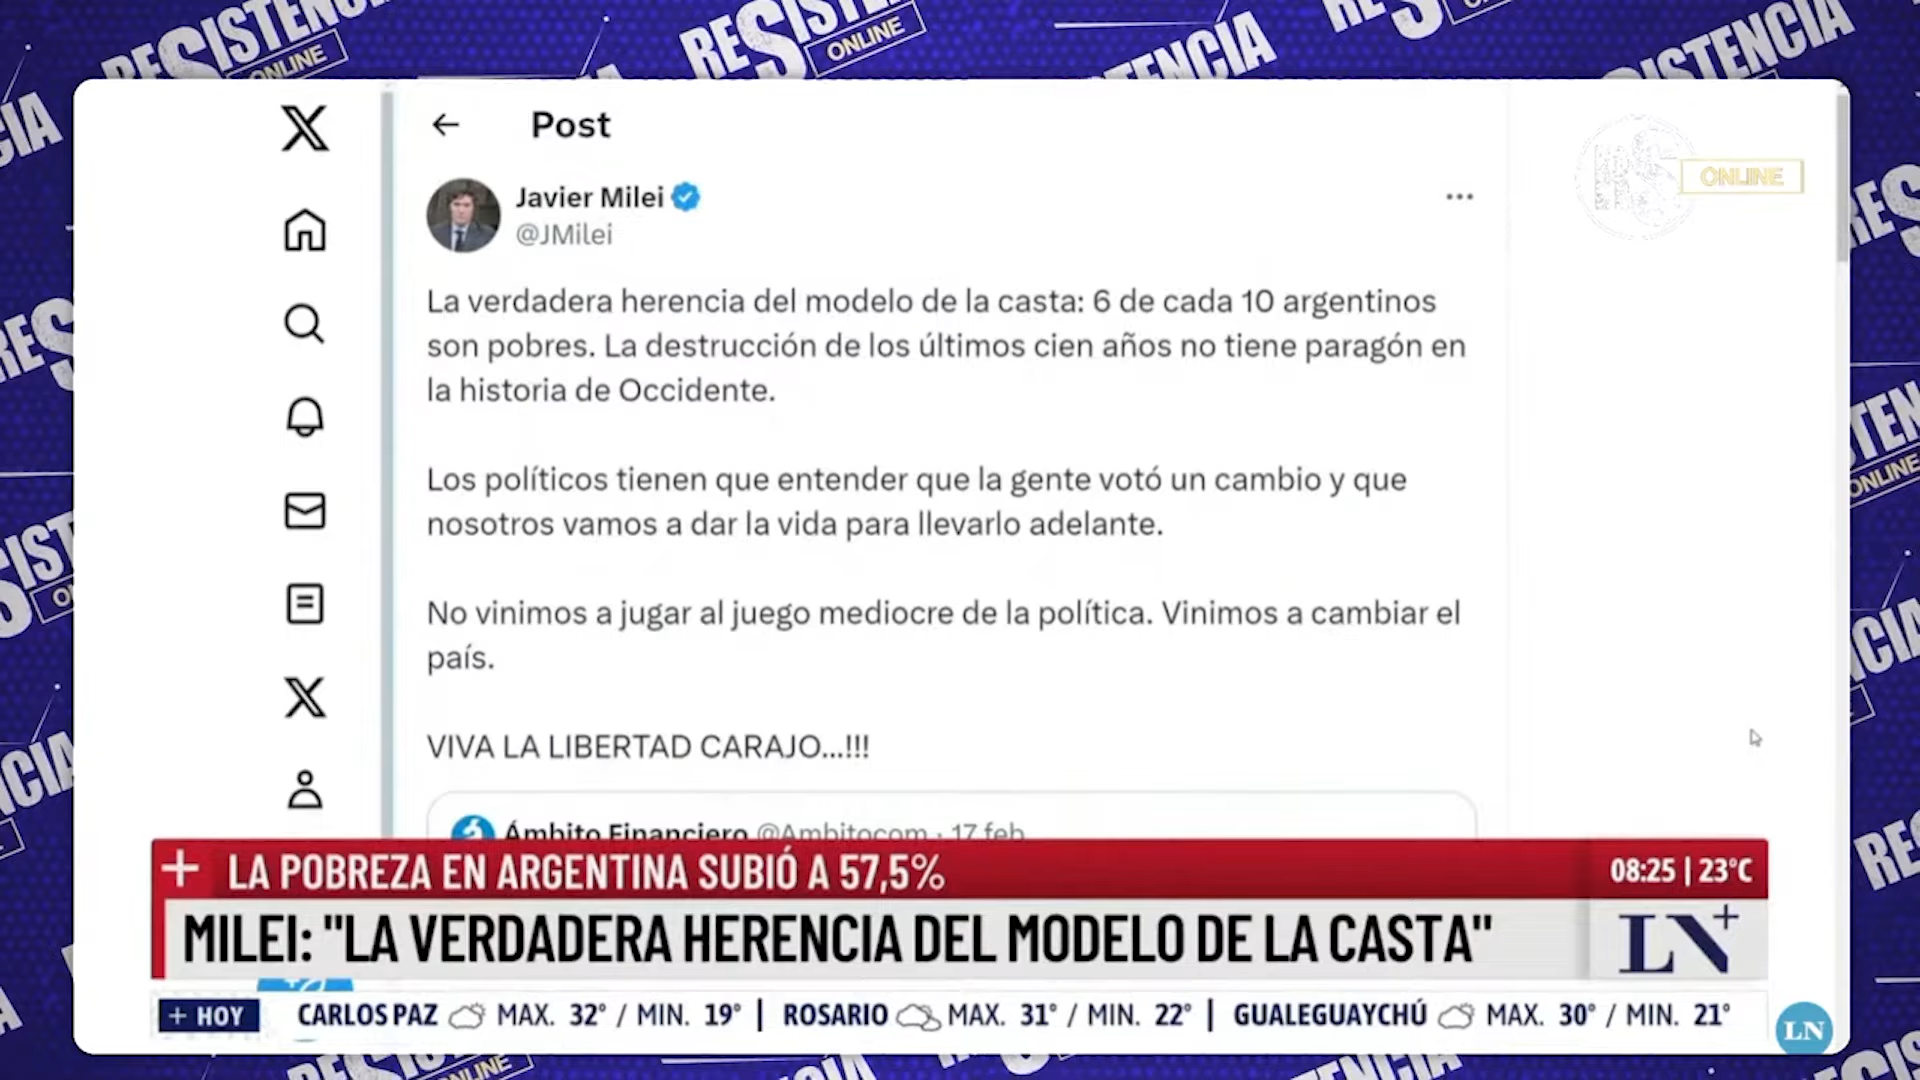 RESISTENCIA
ONLINE
Post
Javier Milei
@JMilei
La verdadera herencia del modelo de la casta: 6 de cada 10 argentinos
son pobres. La destrucción de los últimos cien años no tiene paragón en
la historia de Occidente.
Los políticos tienen que entender que la gente votó un cambio y que
nosotros vamos a dar la vida para llevarlo adelante.
No vinimos a jugar al juego mediocre de la política. Vinimos a cambiar el
país.
VIVA LA LIBERTAD CARAJO...!!!
Ámbito Financiero @Ambitocom · 17 feb
ONLINE
+ LA POBREZA EN ARGENTINA SUBIÓ A 57,5%
08:25 | 23°C
MILEI: "LA VERDADERA HERENCIA DEL MODELO DE LA CASTA"
LN+
+ HOY CARLOS PAZ MAX. 32° / MIN. 19° | ROSARIO MAX. 31° / MIN. 22° | GUALEGUAYCHÚ MAX. 30° / MIN. 21°
LN